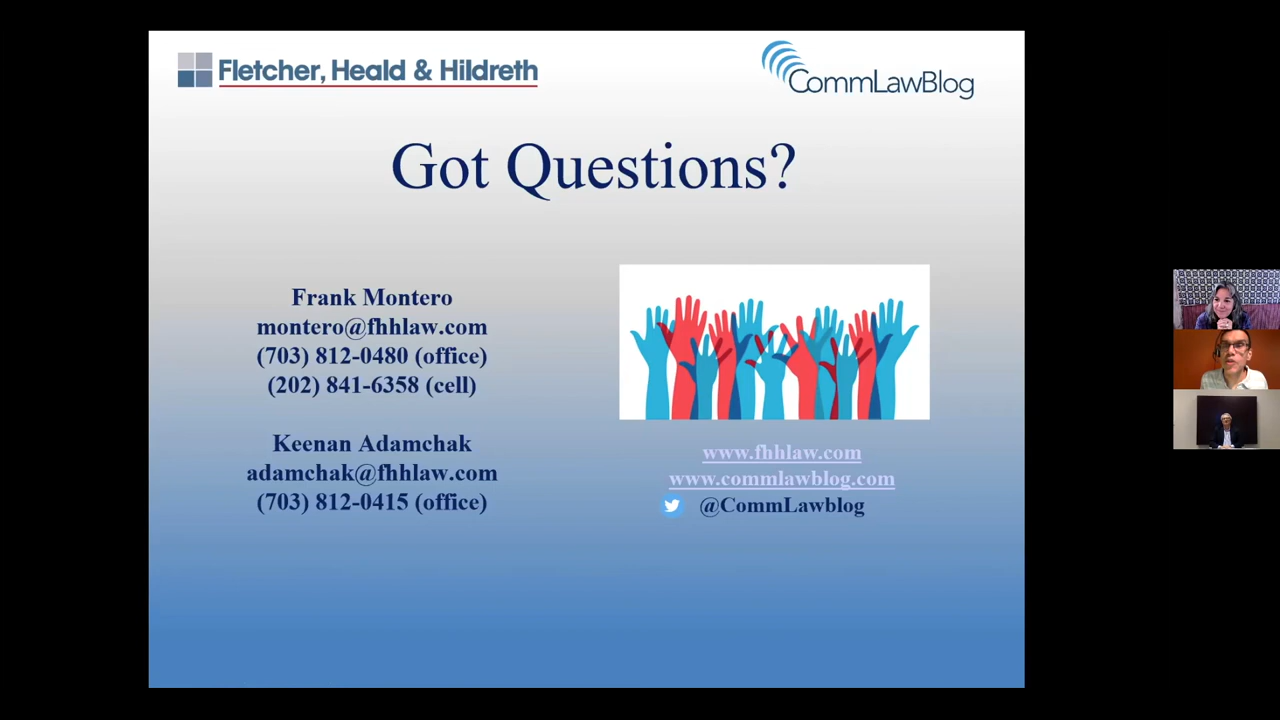 Fletcher, Heald & Hildreth
CommLawBlog
Got Questions?
Frank Montero
montero@fhhlaw.com
(703) 812-0480 (office)
(202) 841-6358 (cell)
Keenan Adamchak
adamchak@fhhlaw.com
(703) 812-0415 (office)
www.fhhlaw.com
www.commlawblog.com
@CommLawblog